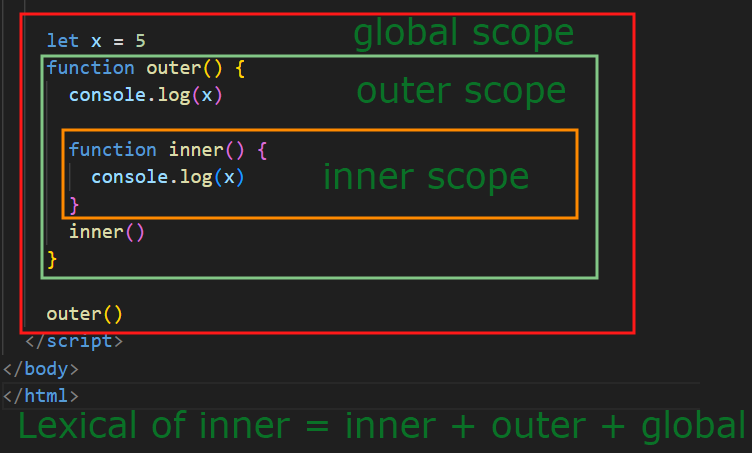 let x = 5
global scope
function outer() {
console.log(x)
outer scope
function inner() {
console.log(x)
inner scope
}
inner()
}
outer()
</script>
</body>
</html>
Lexical of inner = inner + outer + global